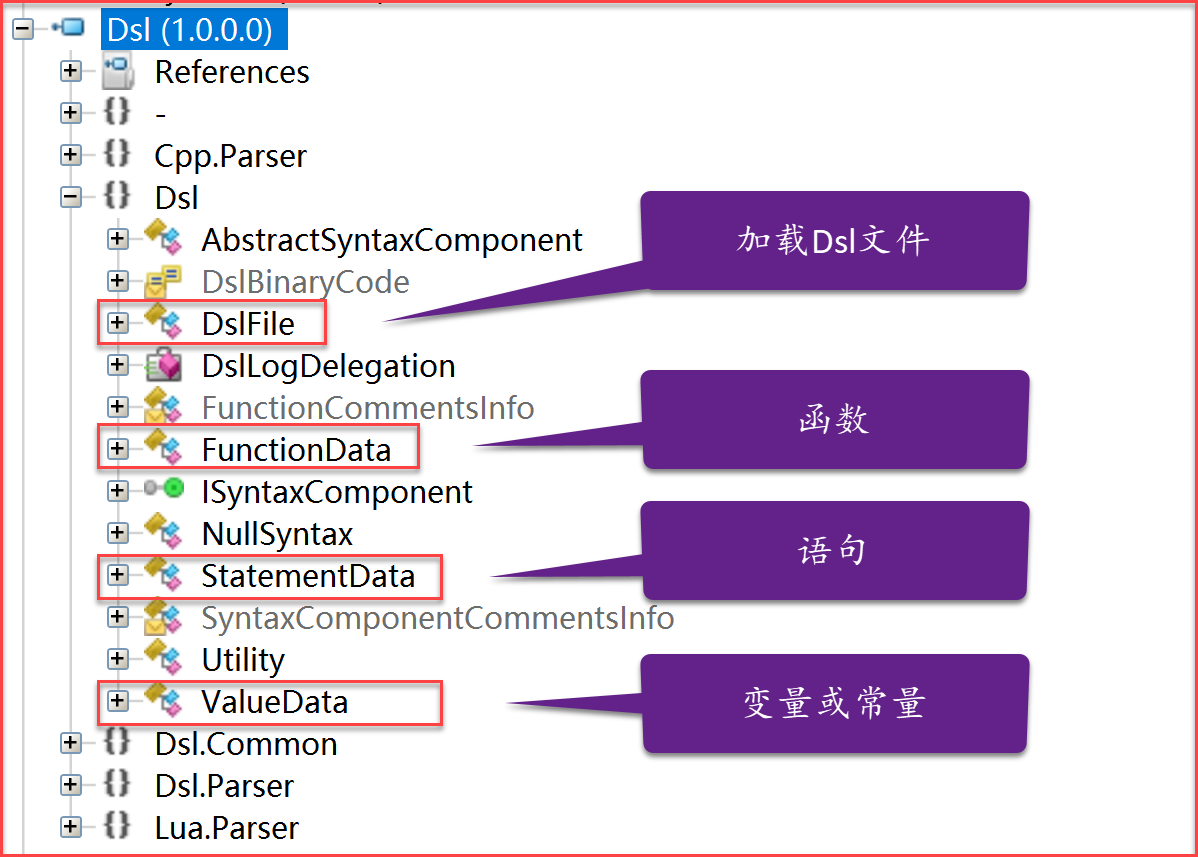 Dsl (1.0.0.0)
References
-
Cpp.Parser
Dsl
AbstractSyntaxComponent
加载Dsl文件
DslBinaryCode
DslFile
DslLogDelegation
FunctionCommentsInfo
函数
FunctionData
ISyntaxComponent
NullSyntax
语句
StatementData
SyntaxComponentCommentsInfo
Utility
ValueData
变量或常量
Dsl.Common
Dsl.Parser
Lua.Parser